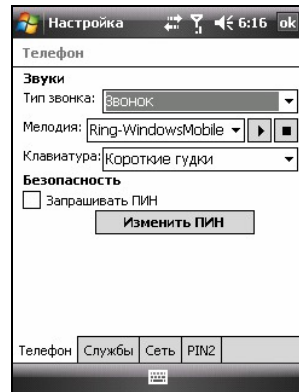 Настройка 6:16 ok
Телефон
Звуки
Тип звонка: Звонок
Мелодия: Ring-WindowsMobile
Клавиатура: Короткие гудки
Безопасность
Запрашивать ПИН
Изменить ПИН
Телефон Службы Сеть PIN2